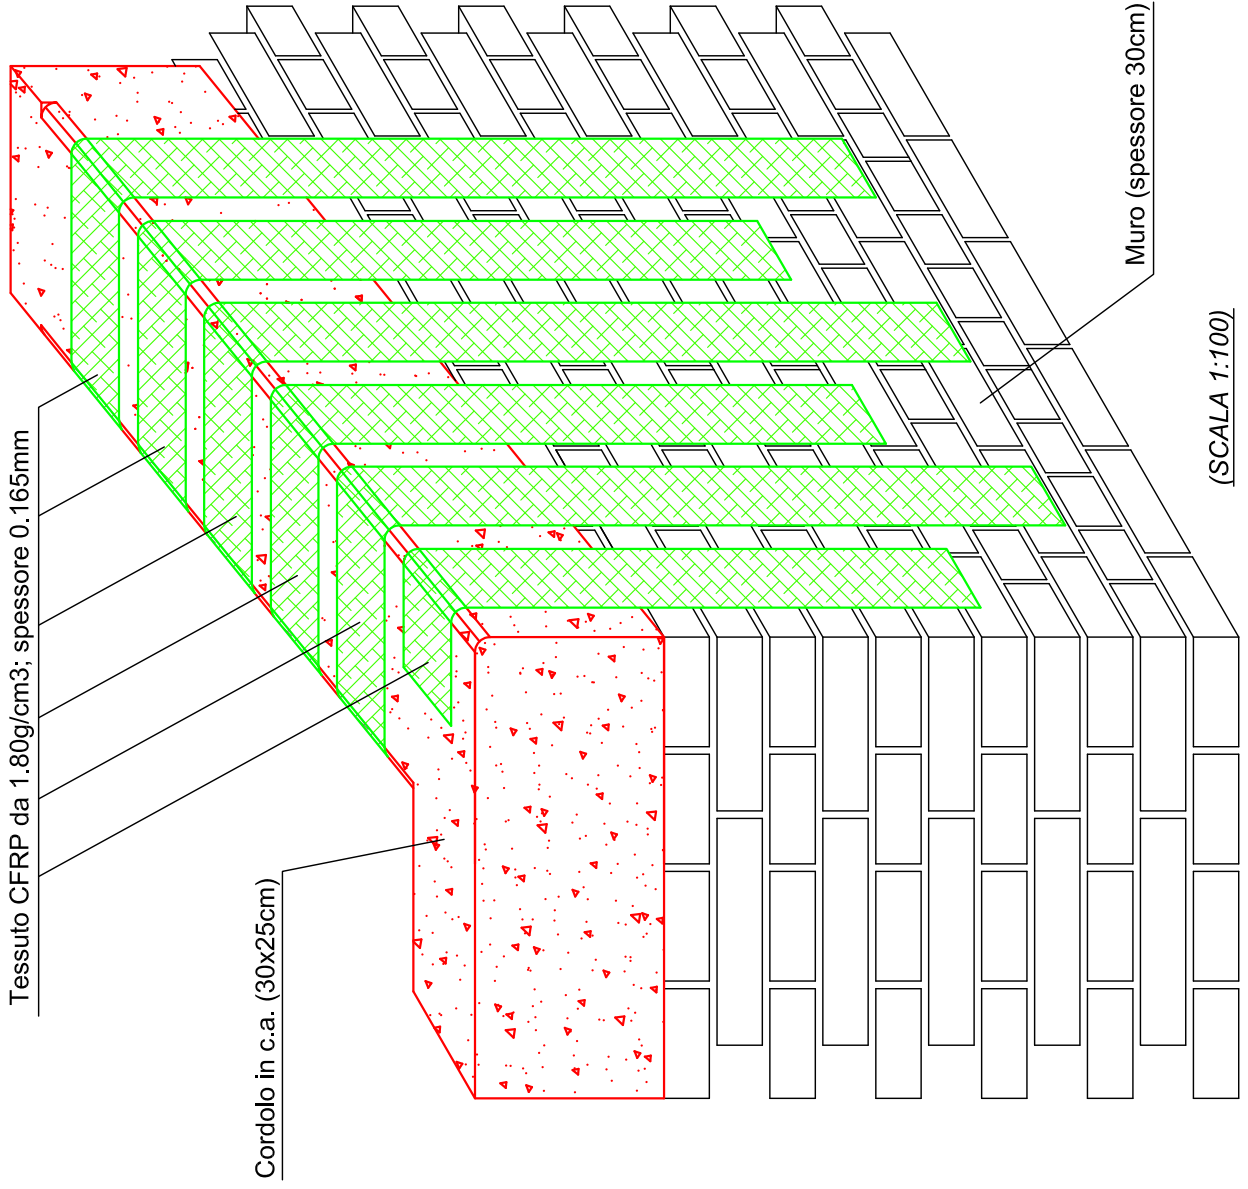 Tessuto CFRP da 1.80g/cm3; spessore 0.165mm
Cordolo in c.a. (30x25cm)
Muro (spessore 30cm)
(SCALA 1:100)